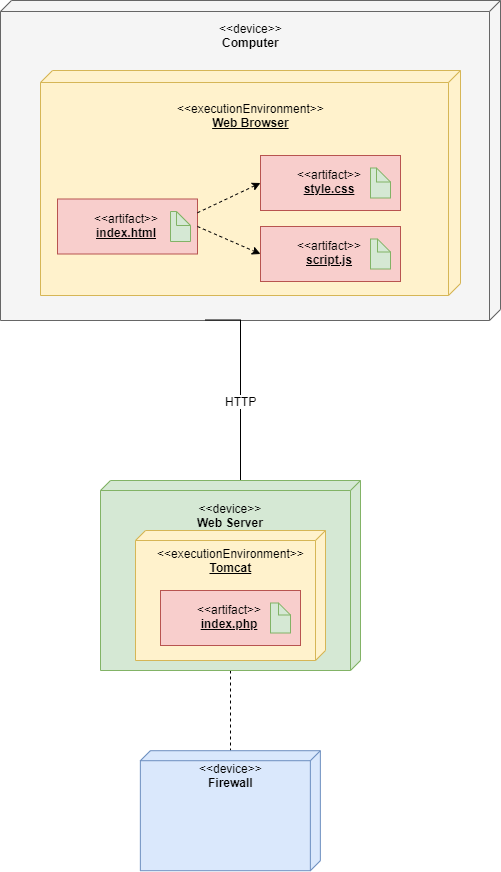 <<device>>
Computer
<<executionEnvironment>>
Web Browser
<<artifact>>
style.css
<<artifact>>
index.html
<<artifact>>
script.js
HTTP
<<device>>
Web Server
<<executionEnvironment>>
Tomcat
<<artifact>>
index.php
<<device>>
Firewall